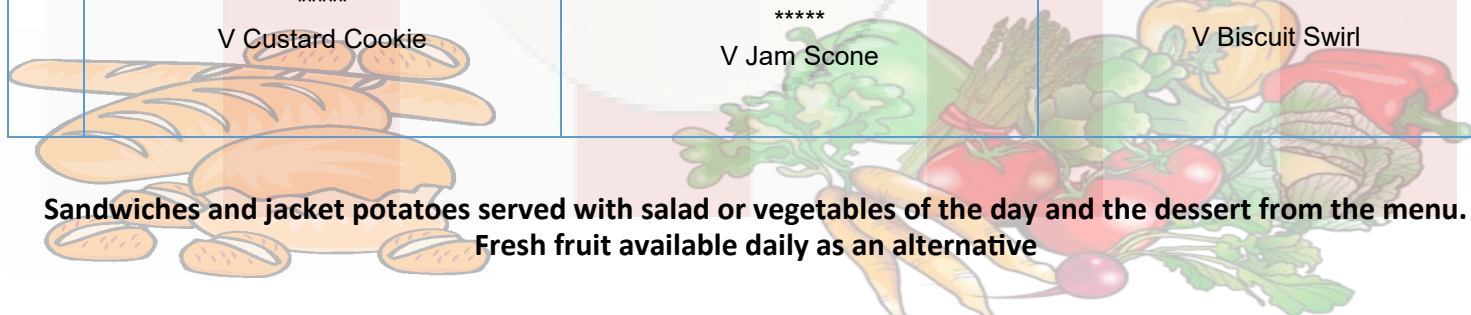 *****
V Custard Cookie
*****
V Jam Scone
V Biscuit Swirl
Sandwiches and jacket potatoes served with salad or vegetables of the day and the dessert from the menu.
Fresh fruit available daily as an alternative